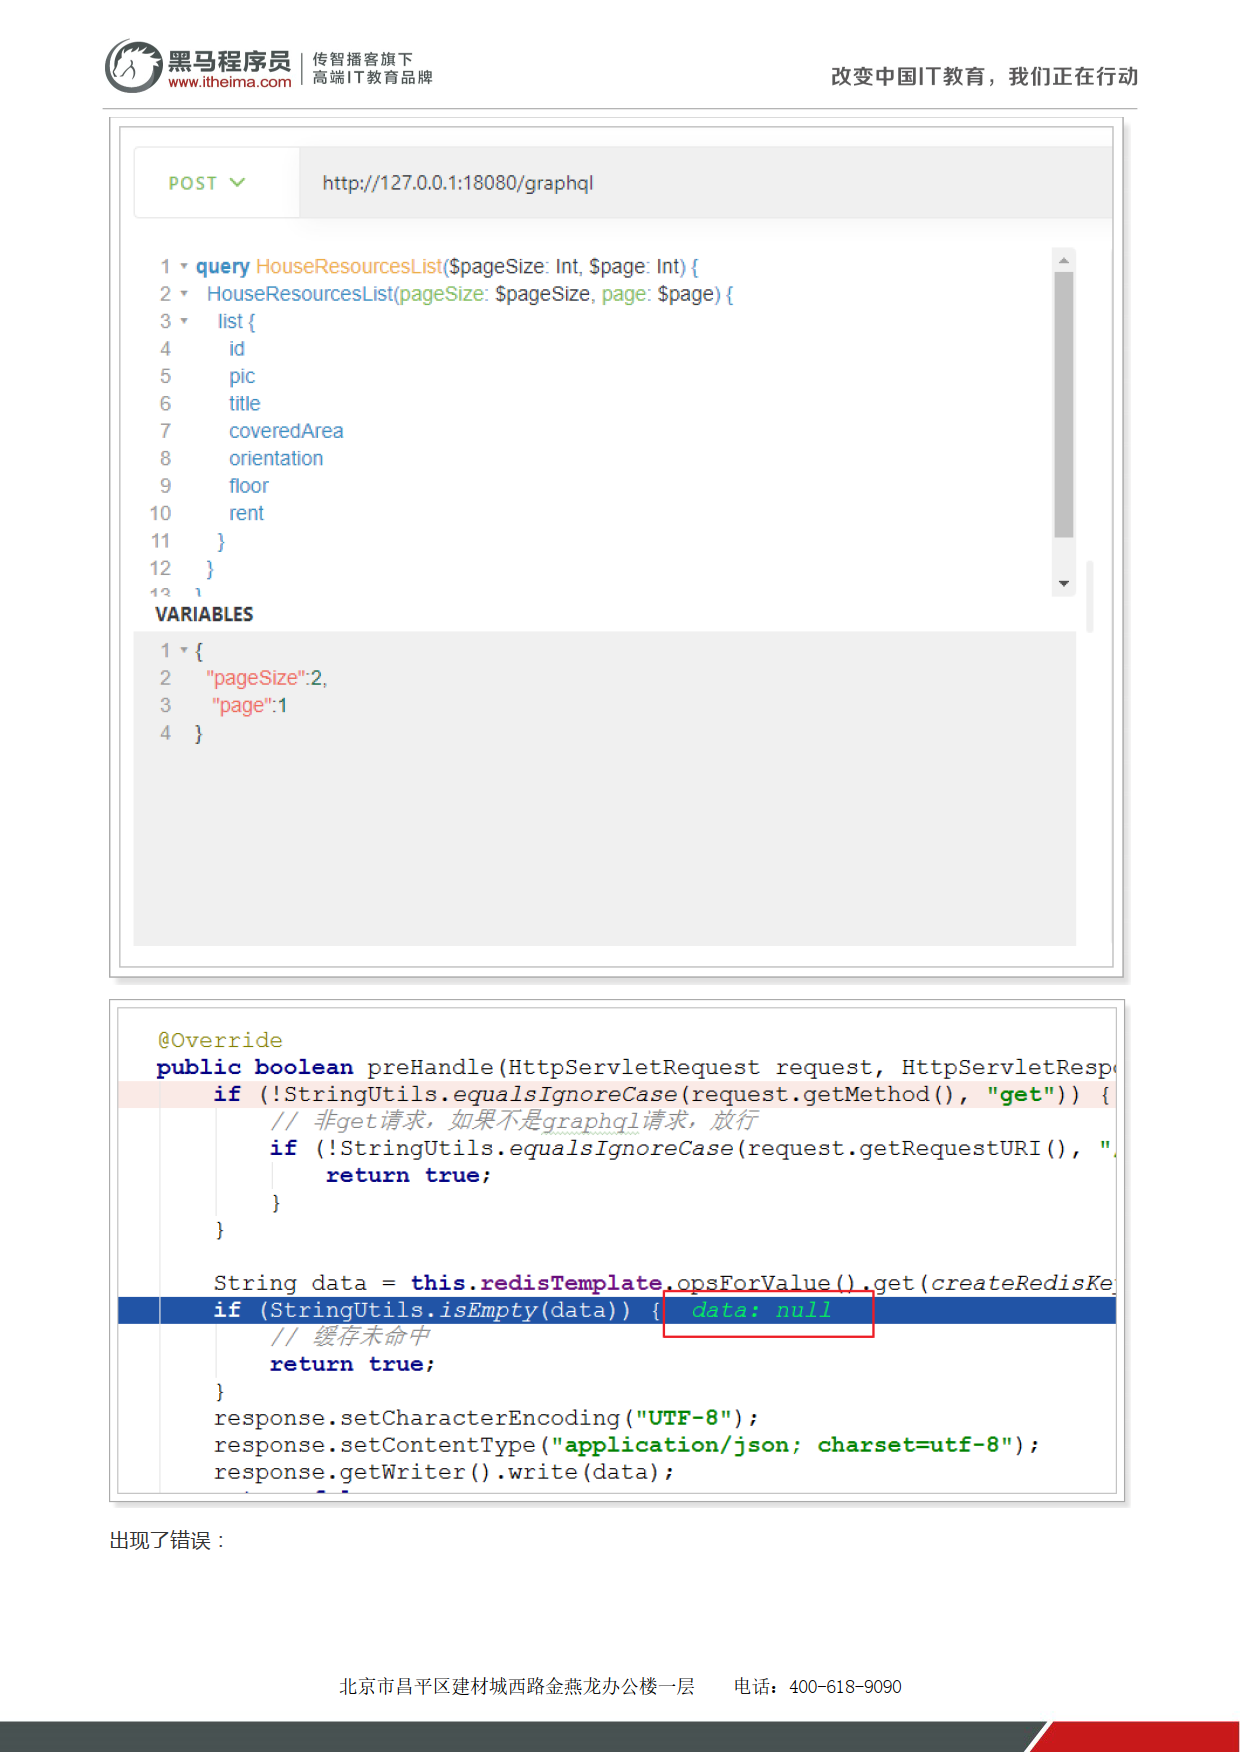 黑马程序员
www.itheima.com
传智播客旗下
高端IT教育品牌
改变中国IT教育，我们正在行动
POST
http://127.0.0.1:18080/graphql
1 query HouseResourcesList($pageSize: Int, $page: Int) {
2 HouseResourcesList(pageSize: $pageSize, page: $page) {
3 list {
4 id
5 pic
6 title
7 coveredArea
8 orientation
9 floor
10 rent
11 }
12 }
13 }
VARIABLES
1 {
2 "pageSize":2,
3 "page":1
4 }
@Override
public boolean preHandle(HttpServletRequest request, HttpServletResp
if (!StringUtils.equalsIgnoreCase(request.getMethod(), "get")) {
// 非get请求，如果不是graphql请求，放行
if (!StringUtils.equalsIgnoreCase(request.getRequestURI(), "/
return true;
}
}
String data = this.redisTemplate.opsForValue().get(createRedisKe
if (StringUtils.isEmpty(data)) { data: null
// 缓存未命中
return true;
}
response.setCharacterEncoding("UTF-8");
response.setContentType("application/json; charset=utf-8");
response.getWriter().write(data);
出现了错误：
北京市昌平区建材城西路金燕龙办公楼一层 电话：400-618-9090